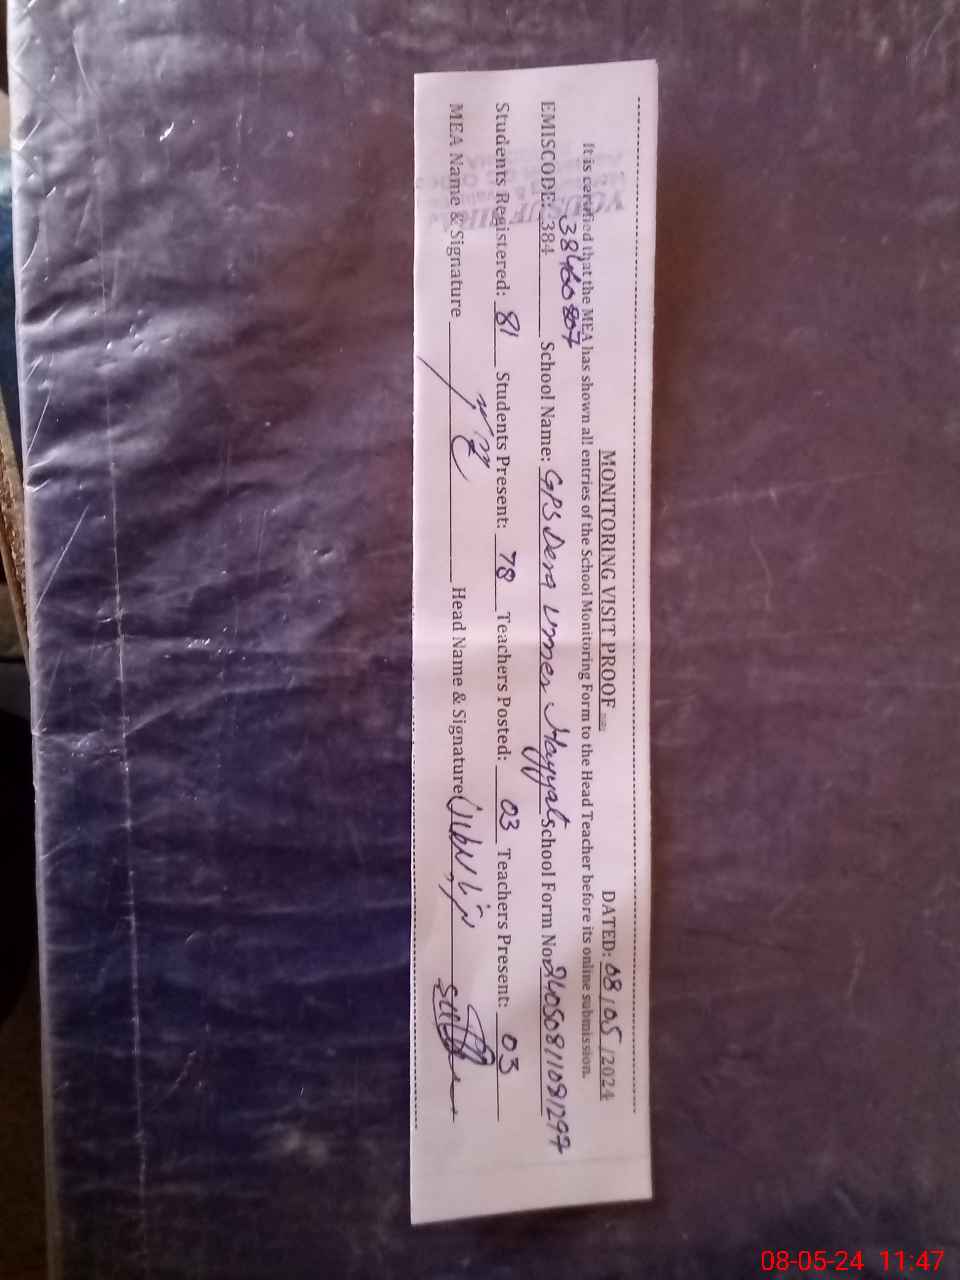 MONITORING VISIT PROOF DATED: 08/05/2024
It is certified that the MEA has shown all entries of the School Monitoring Form to the Head Teacher before its online submission.
EMISCODE: 384 38460807 School Name: GPS Dera Umer Hayyat School Form No: 24050811081297
Students Registered: 81 Students Present: 78 Teachers Posted: 03 Teachers Present: 03
MEA Name & Signature Head Name & Signature
08-05-24 11:47